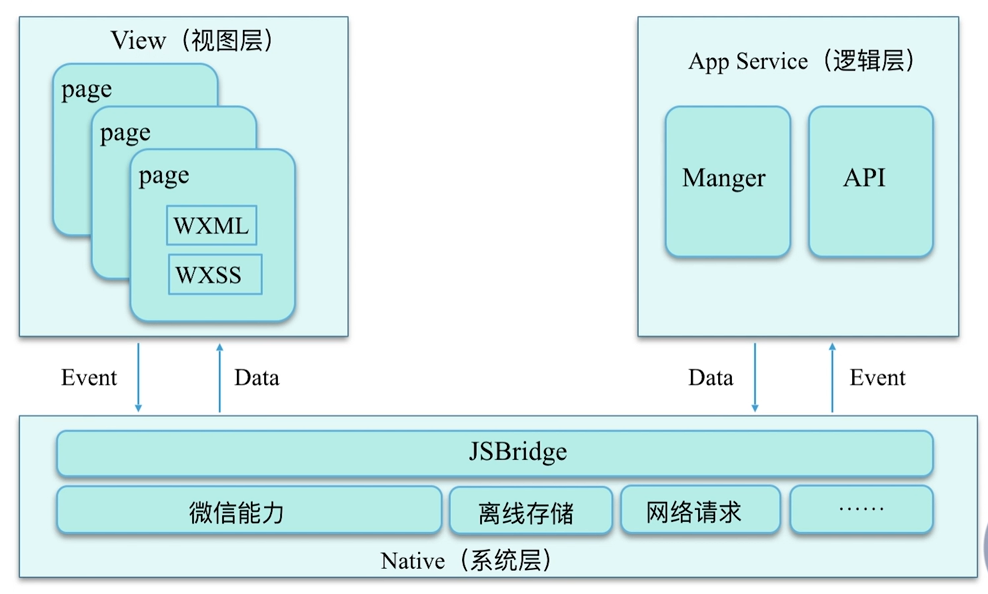 View（视图层）
page
page
page
WXML
WXSS
App Service（逻辑层）
Manger
API
Event
Data
Data
Event
JSBridge
微信能力
离线存储
网络请求
······
Native（系统层）